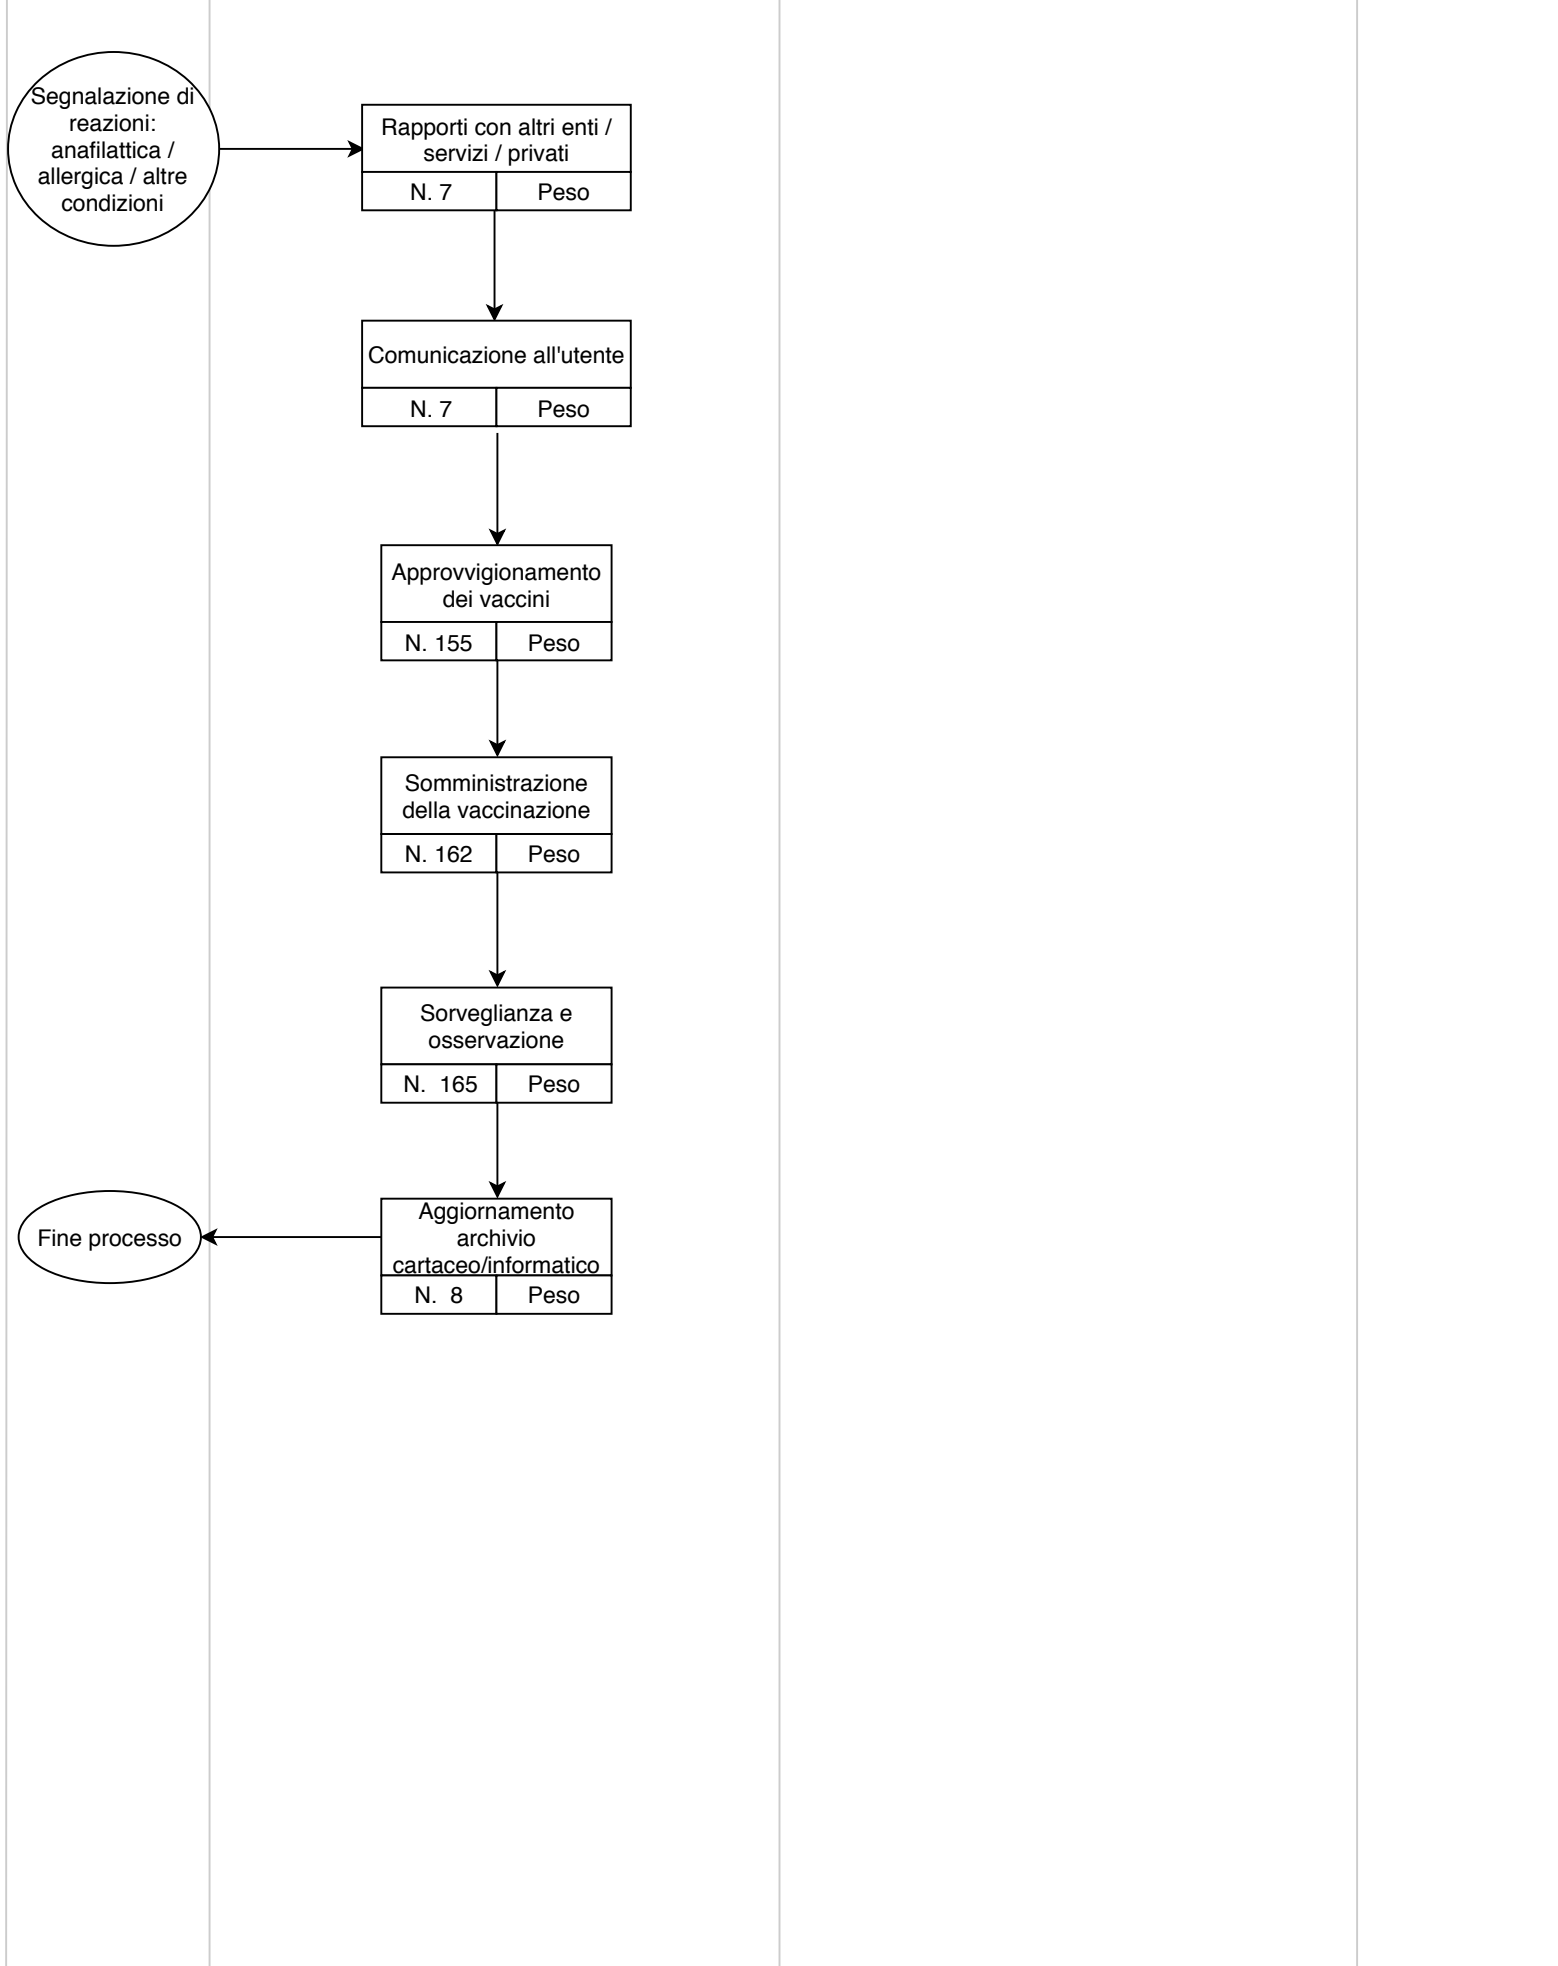 Segnalazione di
reazioni:
anafilattica /
allergica / altre
condizioni
Rapporti con altri enti /
servizi / privati
N. 7
Peso
Comunicazione all'utente
N. 7
Peso
Approvvigionamento
dei vaccini
N. 155
Peso
Somministrazione
della vaccinazione
N. 162
Peso
Sorveglianza e
osservazione
N.  165
Peso
Aggiornamento
archivio
cartaceo/informatico
N.  8
Peso
Fine processo